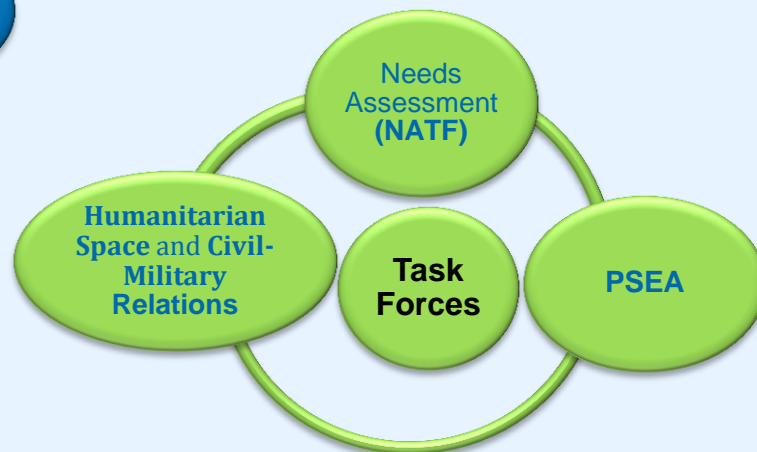 Needs
Assessment
(NATF)
Humanitarian
Space and Civil-
Military
Relations
Task
Forces
PSEA